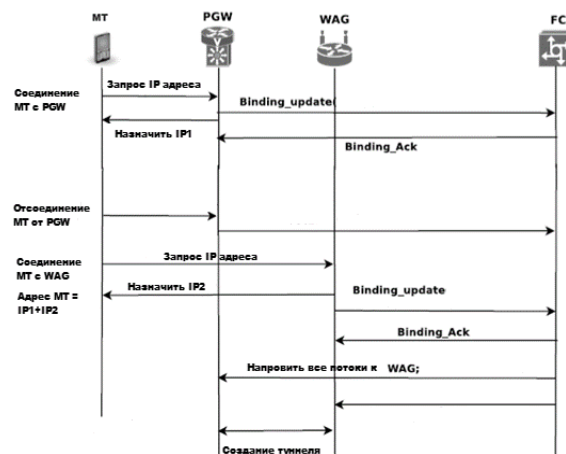 МТ PGW WAG FC
Запрос IP адреса
Соединение
МТ с PGW
Binding_update
Назначить IP1
Binding_Ack
Отсоединение
МТ от PGW
Запрос IP адреса
Соединение
МТ с WAG
Назначить IP2
Binding_update
Адрес МТ =
IP1+IP2
Binding_Ack
Напровить все потоки к WAG;
Создание туннеля